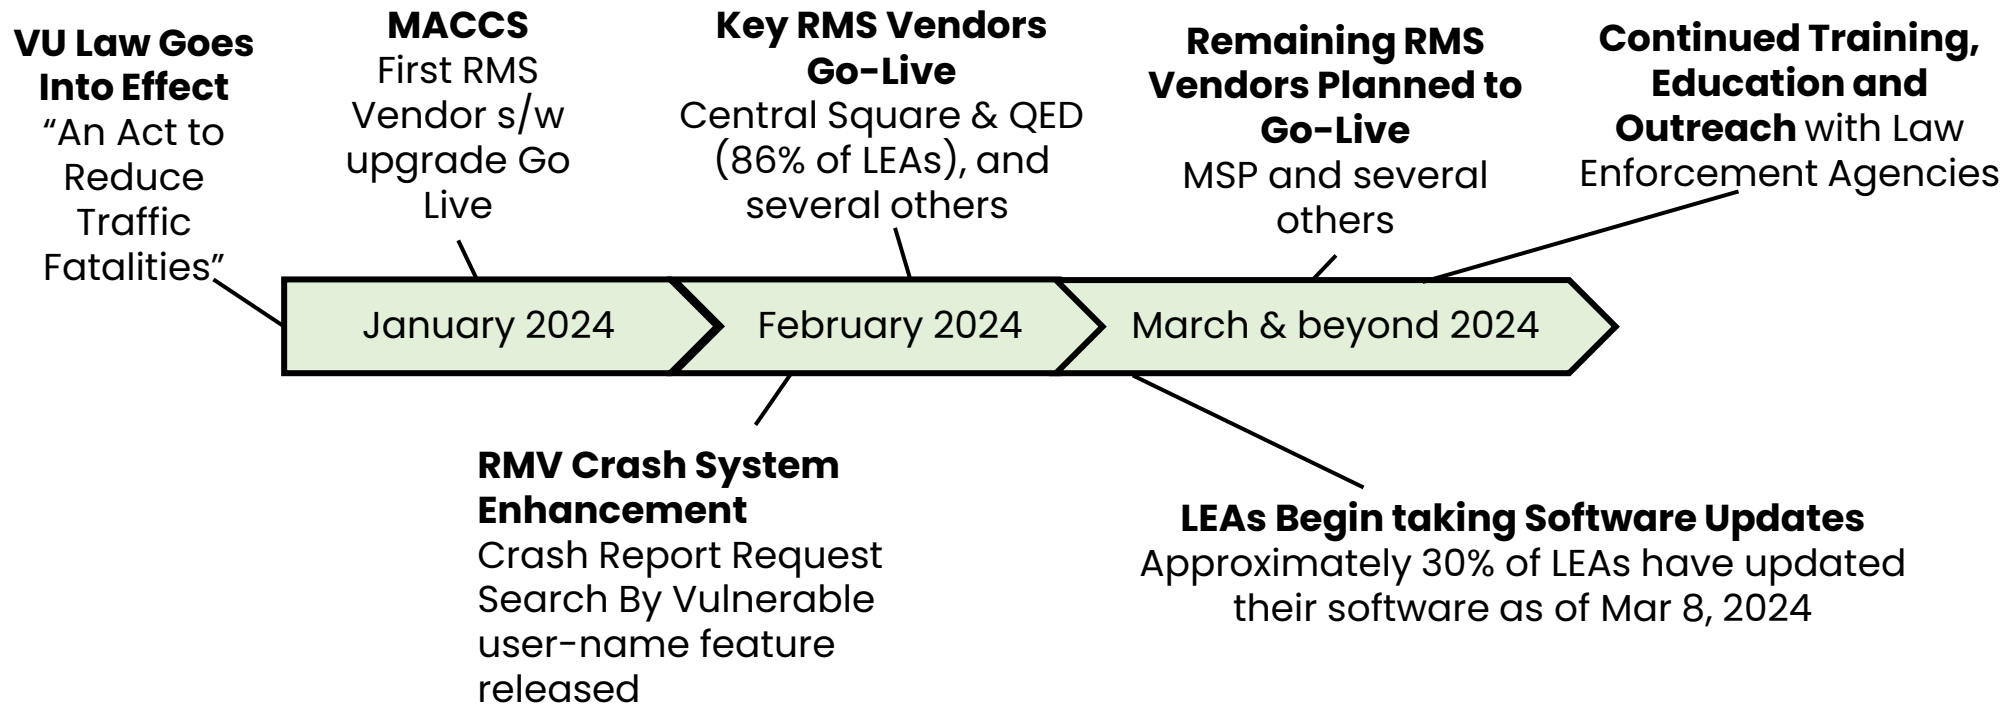 VU Law Goes
Into Effect
“An Act to
Reduce
Traffic
Fatalities”
MACCS
First RMS
Vendor s/w
upgrade Go
Live
Key RMS Vendors
Go-Live
Central Square & QED
(86% of LEAs), and
several others
Remaining RMS
Vendors Planned to
Go-Live
MSP and several
others
Continued Training,
Education and
Outreach with Law
Enforcement Agencies
January 2024
February 2024
March & beyond 2024
RMV Crash System
Enhancement
Crash Report Request
Search By Vulnerable
user-name feature
released
LEAs Begin taking Software Updates
Approximately 30% of LEAs have updated
their software as of Mar 8, 2024